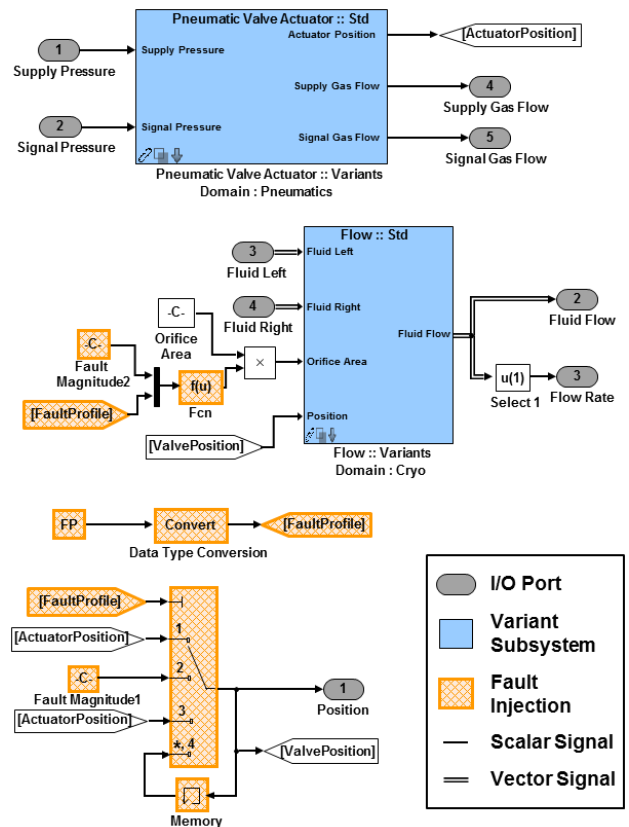 Pneumatic Valve Actuator :: Std
Actuator Position
[ActuatorPosition]
1
Supply Pressure
Supply Pressure
Supply Gas Flow
4
Supply Gas Flow
2
Signal Pressure
Signal Pressure
Signal Gas Flow
5
Signal Gas Flow
Pneumatic Valve Actuator :: Variants
Domain : Pneumatics
Flow :: Std
3
Fluid Left
Fluid Left
4
Fluid Right
Fluid Right
-C-
Orifice
Area
Fluid Flow
2
Fluid Flow
-C-
Fault
Magnitude2
×
Orifice Area
f(u)
Fcn
u(1)
Select 1
3
Flow Rate
[FaultProfile]
[ValvePosition]
Position
Flow :: Variants
Domain : Cryo
FP
Convert
Data Type Conversion
[FaultProfile]
[FaultProfile]
[ActuatorPosition]
1
-C-
Fault Magnitude1
2
[ActuatorPosition]
3
*, 4
1
Position
[ValvePosition]
Memory
I/O Port
Variant
Subsystem
Fault
Injection
Scalar Signal
Vector Signal